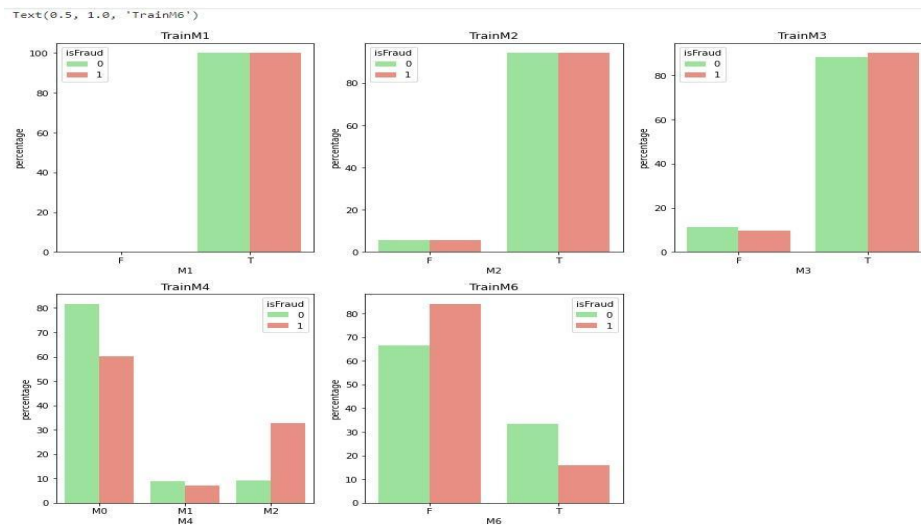 Text(0.5, 1.0, 'TrainM6')
TrainM1
isFraud
0
1
percentage
100
80
60
40
20
0
F
T
M1
TrainM2
isFraud
0
1
percentage
80
60
40
20
0
F
T
M2
TrainM3
isFraud
0
1
percentage
80
60
40
20
0
F
T
M3
TrainM4
isFraud
0
1
percentage
80
70
60
50
40
30
20
10
0
M0
M1
M2
M4
TrainM6
isFraud
0
1
percentage
80
70
60
50
40
30
20
10
0
F
T
M6